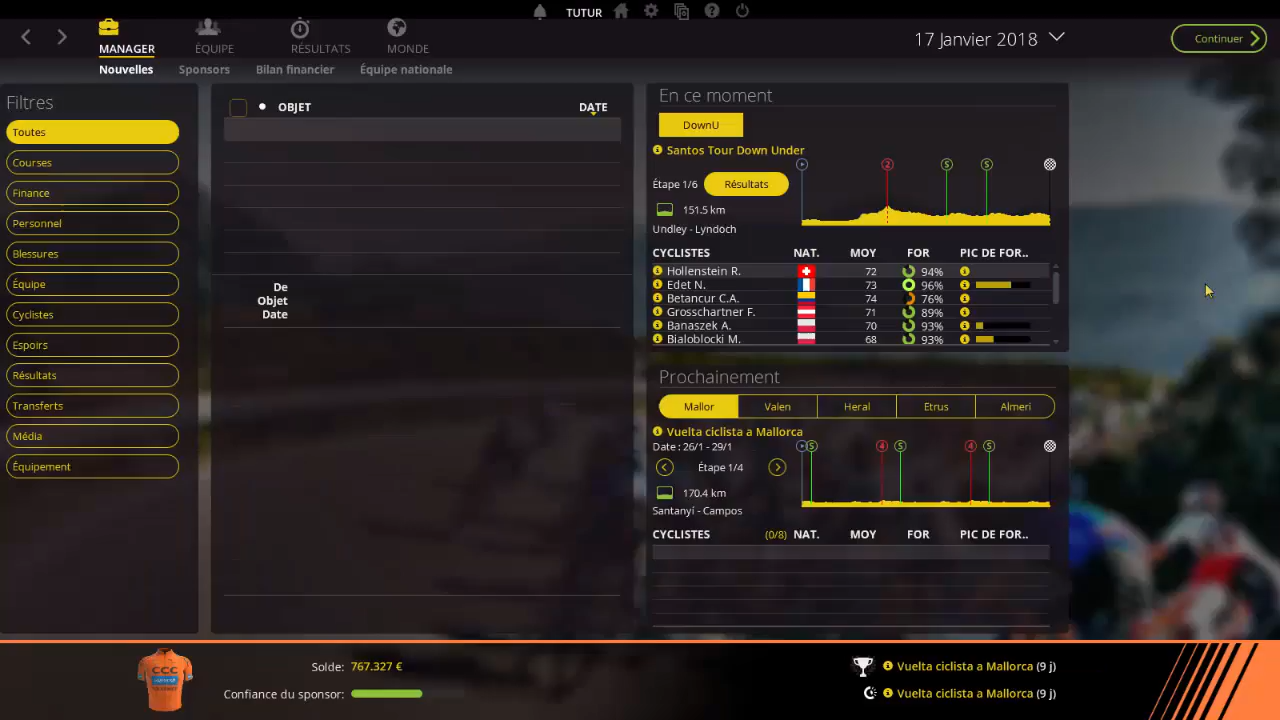 TUTUR
MANAGER
ÉQUIPE
RÉSULTATS
MONDE
17 Janvier 2018
Continuer
Nouvelles
Sponsors
Bilan financier
Équipe nationale
Filtres
Toutes
Courses
Finance
Personnel
Blessures
Équipe
Cyclistes
Espoirs
Résultats
Transferts
Média
Équipement
OBJET DATE
De
Objet
Date
En ce moment
DownU
Santos Tour Down Under
2 S S
Étape 1/6 Résultats
151.5 km
Undley - Lyndoch
CYCLISTES NAT. MOY FOR PIC DE FOR..
Hollenstein R. 72 94%
Edet N. 73 96%
Betancur C.A. 74 76%
Grosschartner F. 71 89%
Banaszek A. 70 93%
Bialoblocki M. 68 93%
Prochainement
Mallor Valen Heral Etrus Almeri
Vuelta ciclista a Mallorca
Date : 26/1 - 29/1
S 4 S 4 S
Étape 1/4
170.4 km
Santanyí - Campos
CYCLISTES (0/8) NAT. MOY FOR PIC DE FOR..
CCC
Solde: 767.327 €
Confiance du sponsor:
Vuelta ciclista a Mallorca (9 j)
Vuelta ciclista a Mallorca (9 j)